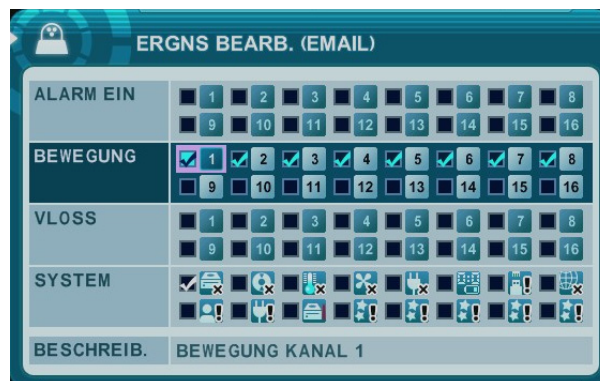 ERGNS BEARB. (EMAIL)
ALARM EIN 1 2 3 4 5 6 7 8
9 10 11 12 13 14 15 16
BEWEGUNG 1 2 3 4 5 6 7 8
9 10 11 12 13 14 15 16
VLOSS 1 2 3 4 5 6 7 8
9 10 11 12 13 14 15 16
SYSTEM
BESCHREIB. BEWEGUNG KANAL 1